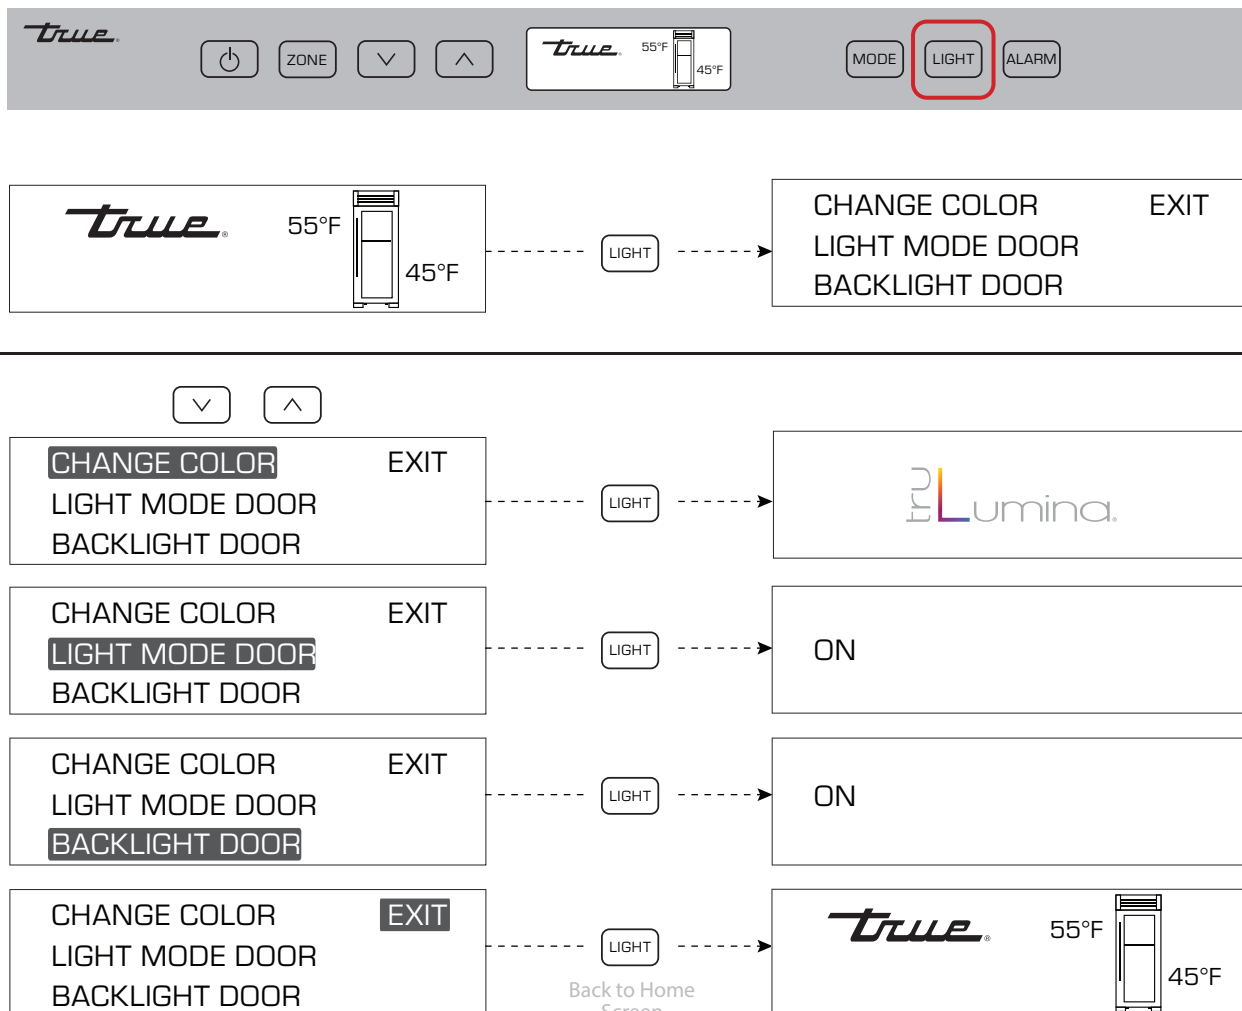 true.
ZONE
true. 55°F
45°F
MODE LIGHT ALARM
true. 55°F
45°F
LIGHT
CHANGE COLOR EXIT
LIGHT MODE DOOR
BACKLIGHT DOOR
CHANGE COLOR EXIT
LIGHT MODE DOOR
BACKLIGHT DOOR
LIGHT
tru Lumina.
CHANGE COLOR EXIT
LIGHT MODE DOOR
BACKLIGHT DOOR
LIGHT
ON
CHANGE COLOR EXIT
LIGHT MODE DOOR
BACKLIGHT DOOR
LIGHT
ON
CHANGE COLOR EXIT
LIGHT MODE DOOR
BACKLIGHT DOOR
LIGHT
Back to Home
Screen
true. 55°F
45°F